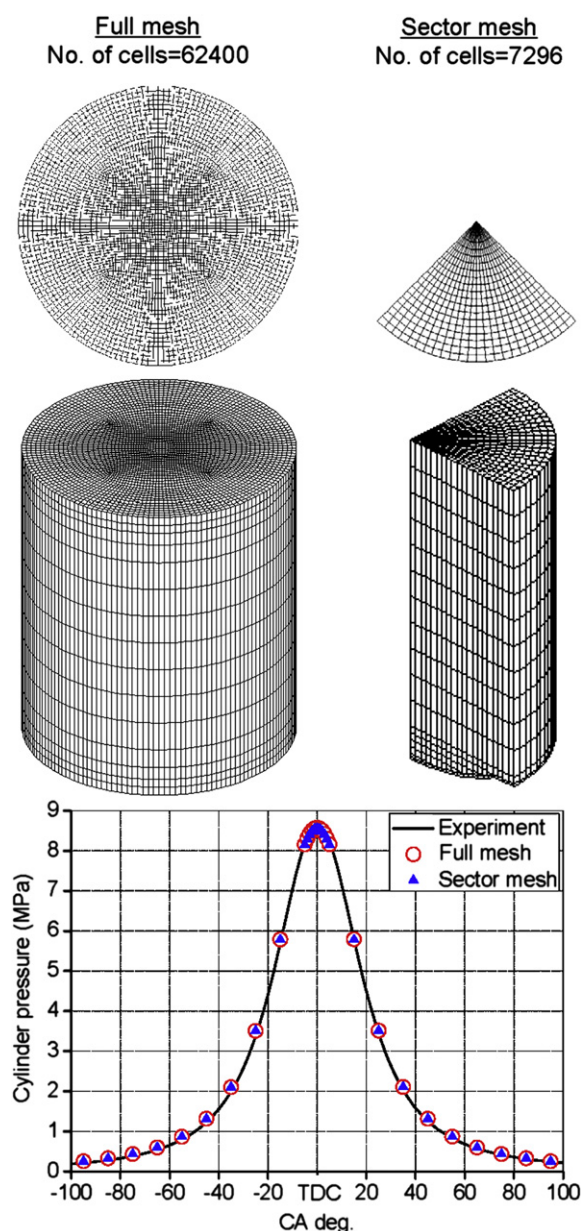 Full mesh
No. of cells=62400
Sector mesh
No. of cells=7296
Cylinder pressure (MPa)
9
8
7
6
5
4
3
2
1
0
Experiment
Full mesh
Sector mesh
-100 -80 -60 -40 -20 TDC 20 40 60 80 100
CA deg.